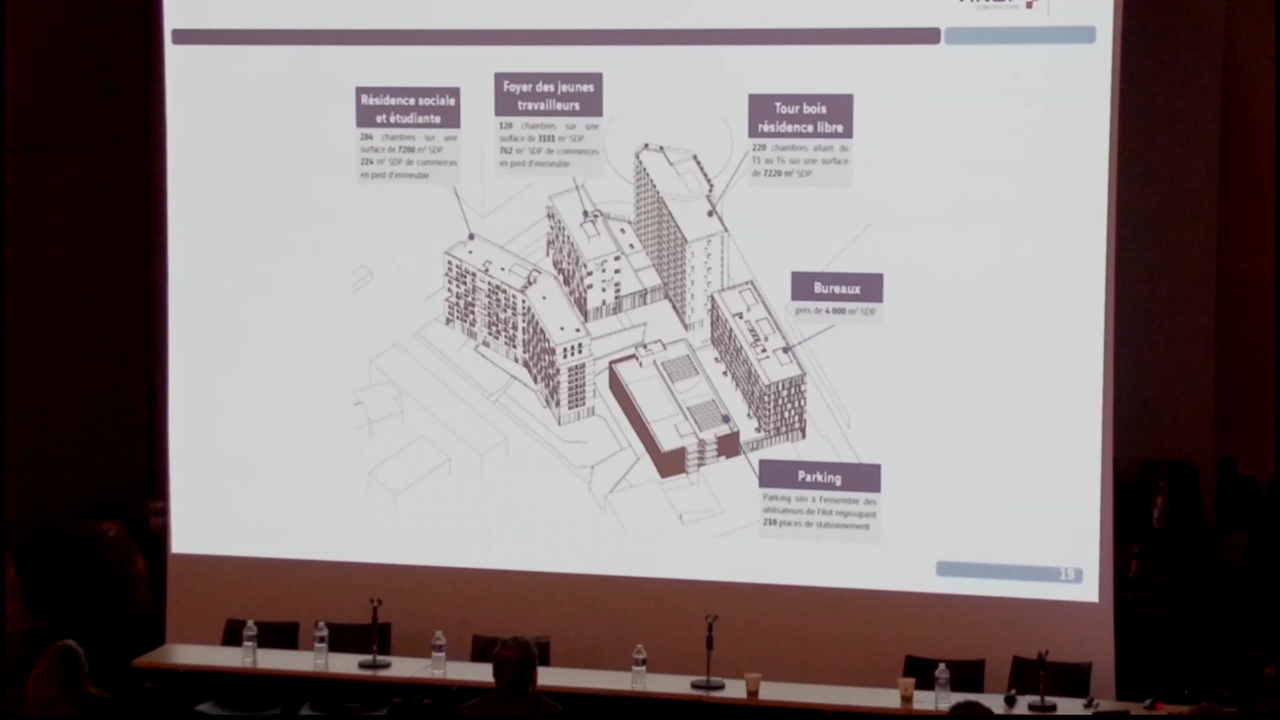 CONSTRUCTION
Résidence sociale
et étudiante
284 chambres sur une
surface de 7200 m² SDP
224 m² SDP de commerces
en pied d'immeuble
Foyer des jeunes
travailleurs
120 chambres sur une
surface de 3181 m² SDP
762 m² SDP de commerces
en pied d'immeuble
Tour bois
résidence libre
220 chambres allant du
T1 au T6 sur une surface
de 7220 m² SDP
Bureaux
près de 4 000 m² SDP
Parking
Parking silo à l'ensemble des
utilisateurs de l'îlot regroupant
210 places de stationnement
19